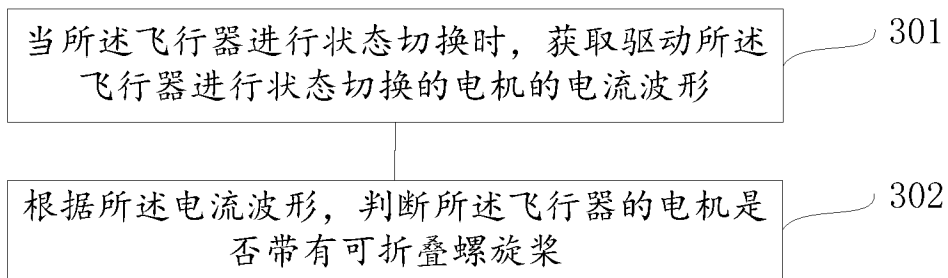 当所述飞行器进行状态切换时，获取驱动所述
飞行器进行状态切换的电机的电流波形
301
根据所述电流波形，判断所述飞行器的电机是
否带有可折叠螺旋桨
302